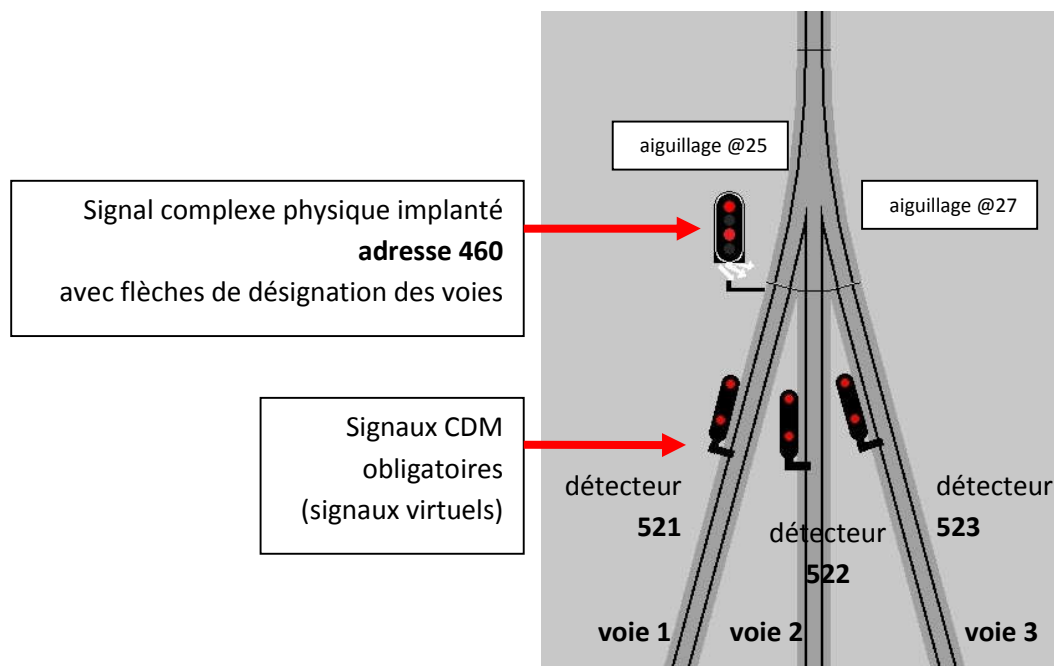 aiguillage @25
Signal complexe physique implanté
adresse 460
avec flèches de désignation des voies
aiguillage @27
Signaux CDM
obligatoires
(signaux virtuels)
détecteur
521
détecteur
522
détecteur
523
voie 1
voie 2
voie 3